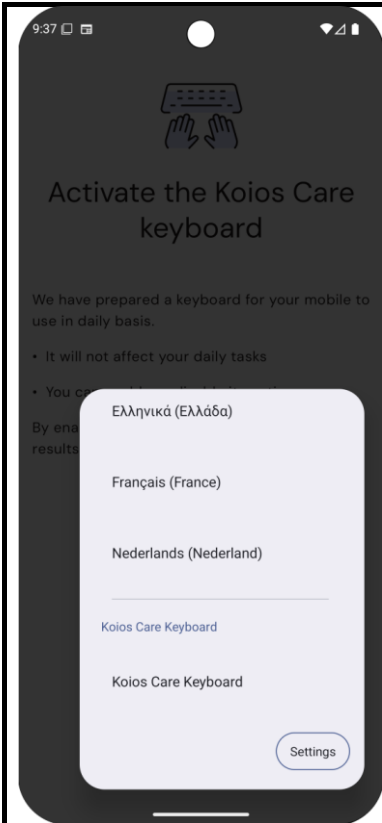 9:37
Activate the Koios Care
keyboard
We have prepared a keyboard for your mobile to
use in daily basis.
• It will not affect your daily tasks
• You can
By ena
results
Ελληνικά (Ελλάδα)
Français (France)
Nederlands (Nederland)
Koios Care Keyboard
Koios Care Keyboard
Settings